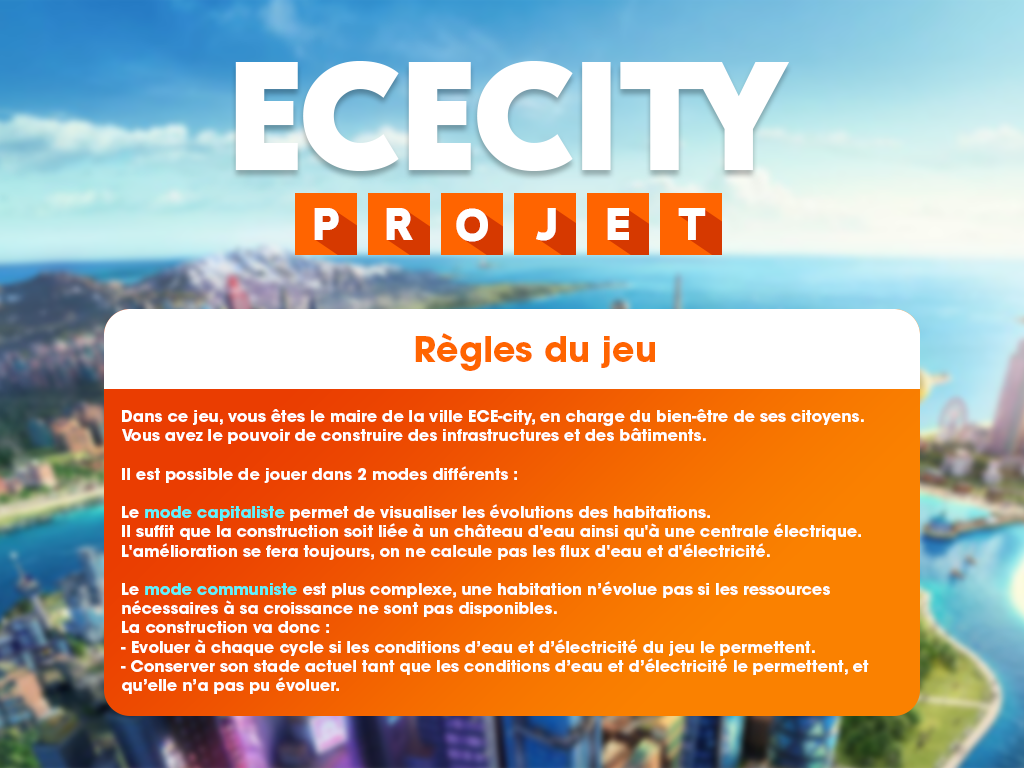 ECECITY
PROJET
Règles du jeu
Dans ce jeu, vous êtes le maire de la ville ECE-city, en charge du bien-être de ses citoyens.
Vous avez le pouvoir de construire des infrastructures et des bâtiments.
Il est possible de jouer dans 2 modes différents :
Le mode capitaliste permet de visualiser les évolutions des habitations.
Il suffit que la construction soit liée à un château d'eau ainsi qu'à une centrale électrique.
L'amélioration se fera toujours, on ne calcule pas les flux d'eau et d'électricité.
Le mode communiste est plus complexe, une habitation n’évolue pas si les ressources
nécessaires à sa croissance ne sont pas disponibles.
La construction va donc :
- Evoluer à chaque cycle si les conditions d’eau et d’électricité du jeu le permettent.
- Conserver son stade actuel tant que les conditions d’eau et d’électricité le permettent, et
qu’elle n’a pas pu évoluer.